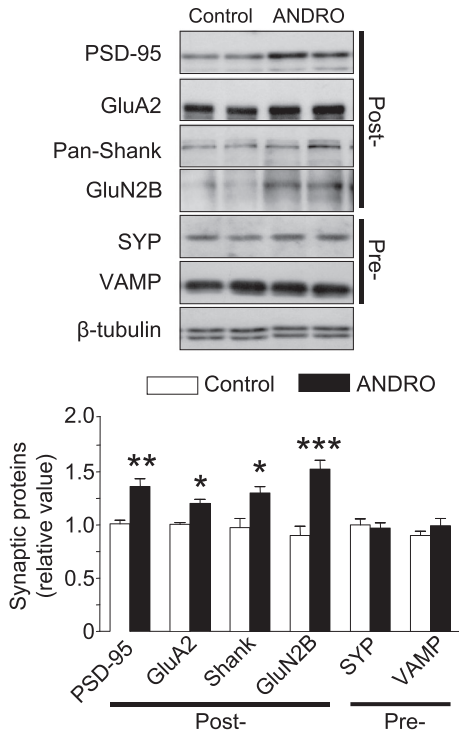 Control ANDRO
PSD-95
GluA2
Pan-Shank
GluN2B
Post-
SYP
VAMP
Pre-
β-tubulin
Control ANDRO
Synaptic proteins
(relative value)
2.0
1.5
1.0
0.5
0
** * * ***
PSD-95 GluA2 Shank GluN2B SYP VAMP
Post- Pre-